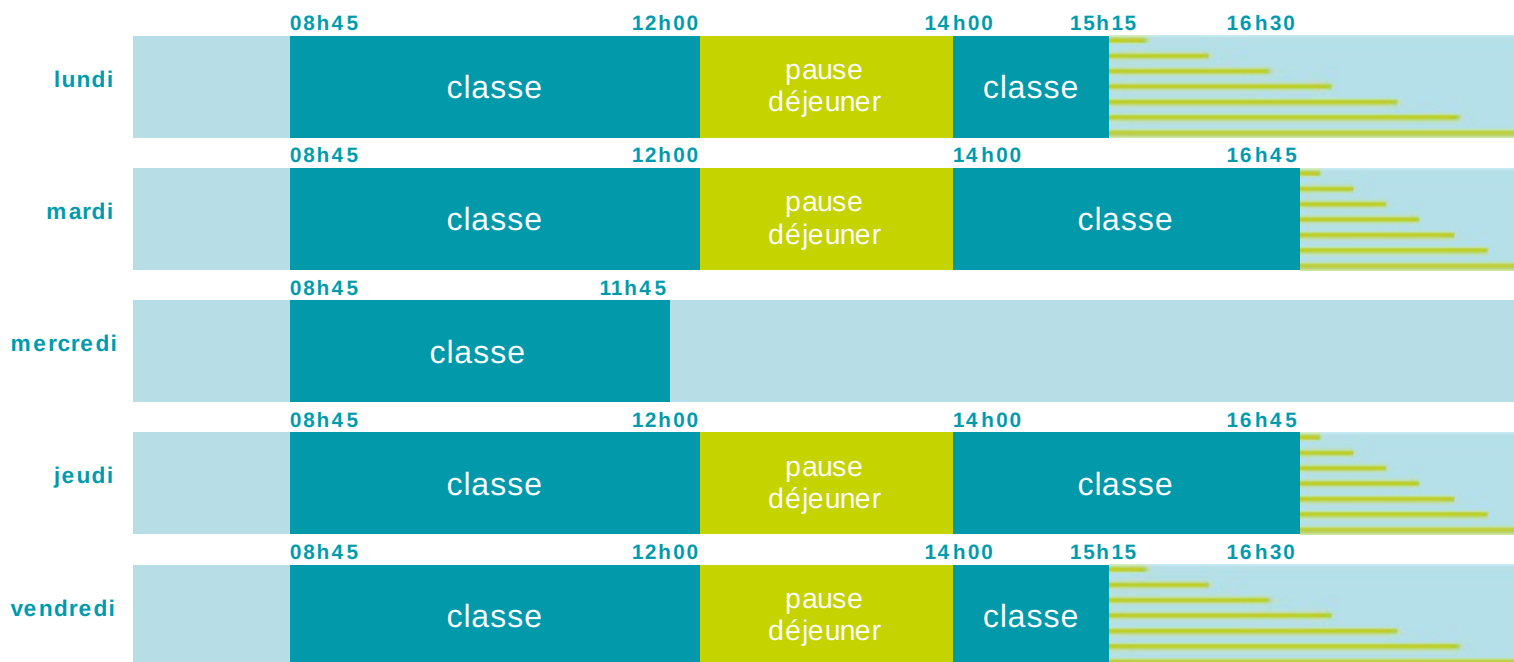 08h45 12h00 14h00 15h15 16h30
lundi classe pause déjeuner classe
08h45 12h00 14h00 16h45
mardi classe pause déjeuner classe
08h45 11h45
mercredi classe
08h45 12h00 14h00 16h45
jeudi classe pause déjeuner classe
08h45 12h00 14h00 15h15 16h30
vendredi classe pause déjeuner classe